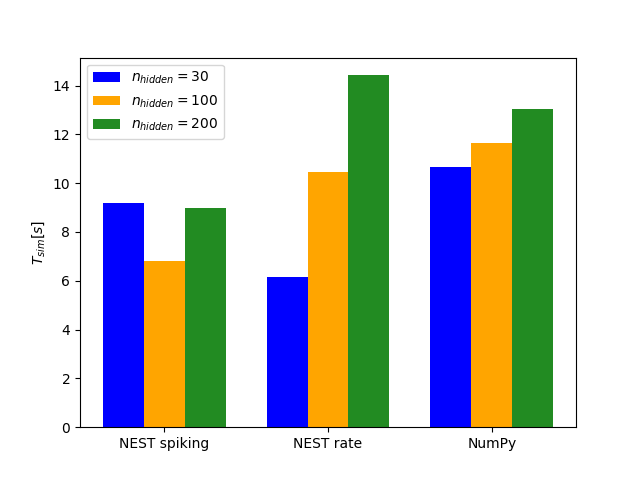 n_hidden = 30
n_hidden = 100
n_hidden = 200
T_sim[s]
14
12
10
8
6
4
2
0
NEST spiking NEST rate NumPy